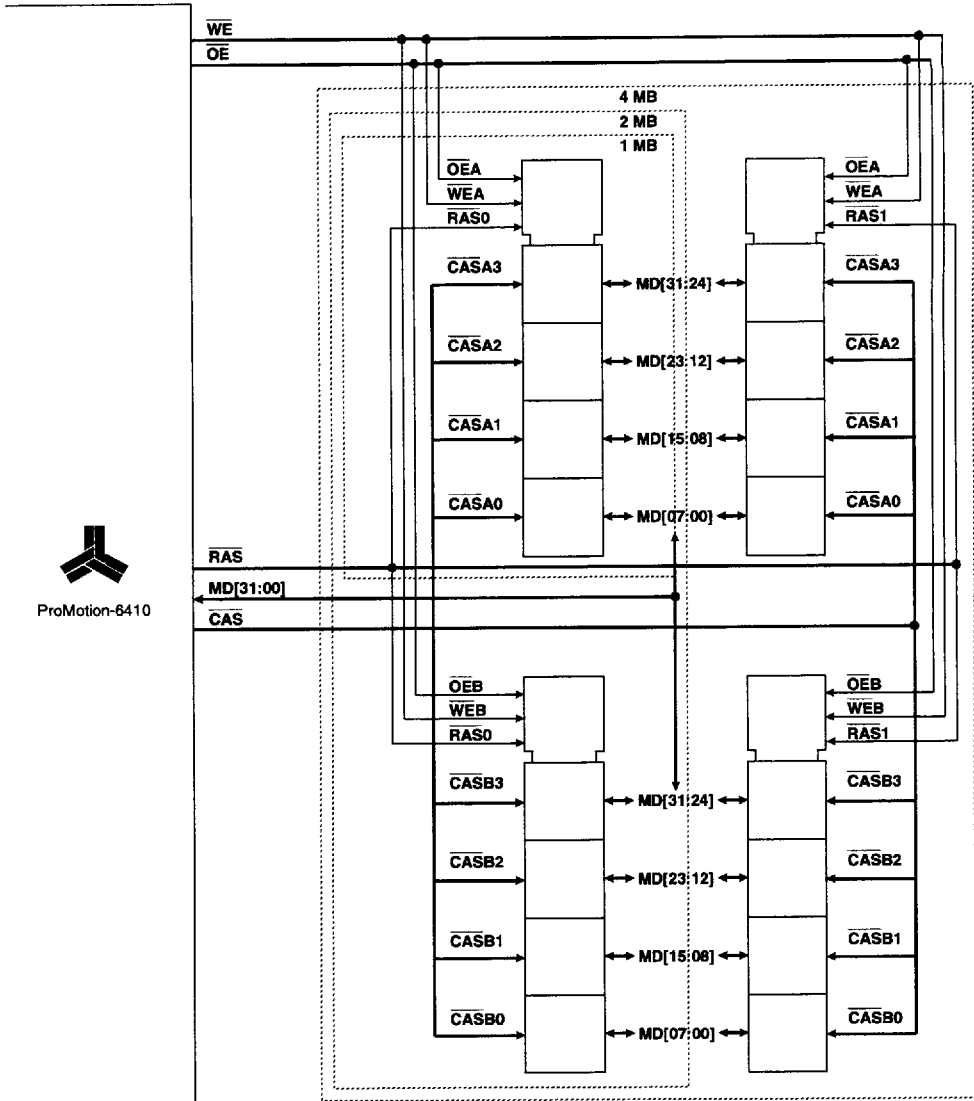 WE
OE
4 MB
2 MB
1 MB
OEA
WEA
RAS0
OEA
WEA
RAS1
CASA3
MD[31:24]
CASA3
CASA2
MD[23:12]
CASA2
CASA1
MD[15:08]
CASA1
CASA0
MD[07:00]
CASA0
RAS
MD[31:00]
CAS
ProMotion-6410
OEB
WEB
RAS0
OEB
WEB
RAS1
CASB3
MD[31:24]
CASB3
CASB2
MD[23:12]
CASB2
CASB1
MD[15:08]
CASB1
CASB0
MD[07:00]
CASB0